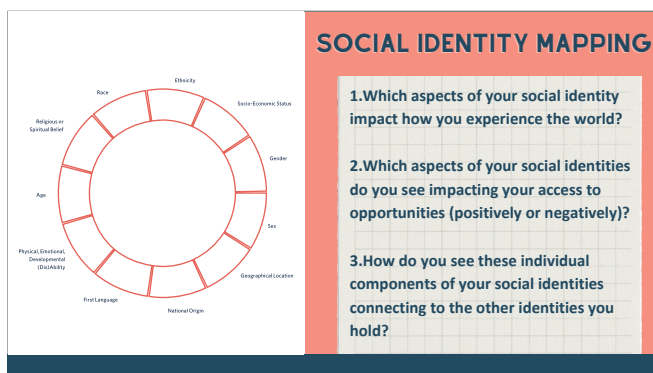 SOCIAL IDENTITY MAPPING
Ethnicity
Race
Socio-Economic Status
Religious or
Spiritual Belief
Gender
Age
Sex
Physical, Emotional,
Developmental
(Dis)Ability
Geographical Location
First Language
National Origin
1.Which aspects of your social identity
impact how you experience the world?
2.Which aspects of your social identities
do you see impacting your access to
opportunities (positively or negatively)?
3.How do you see these individual
components of your social identities
connecting to the other identities you
hold?